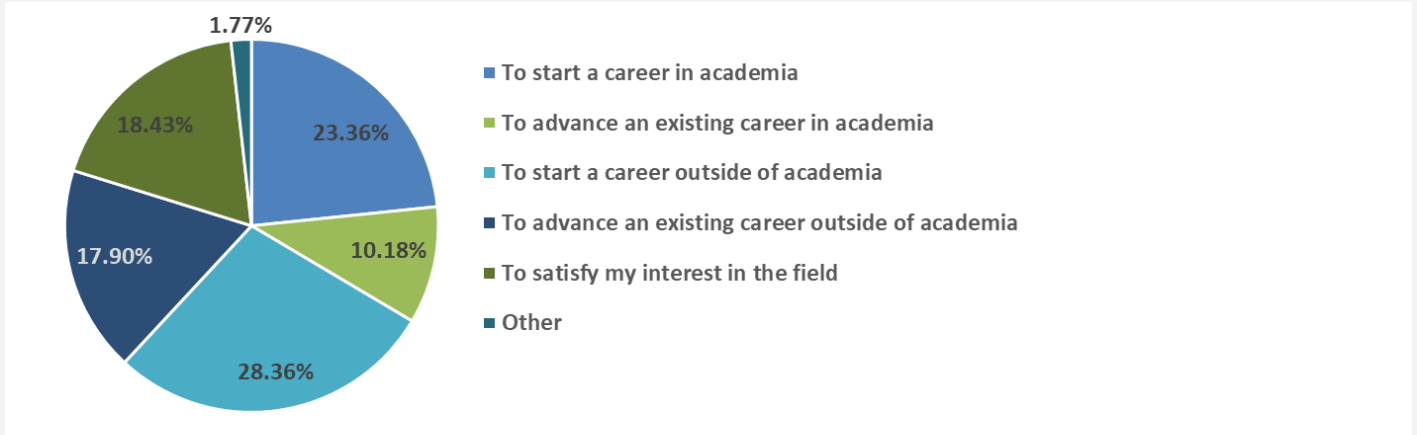 1.77%
18.43%
23.36%
10.18%
17.90%
28.36%
To start a career in academia
To advance an existing career in academia
To start a career outside of academia
To advance an existing career outside of academia
To satisfy my interest in the field
Other